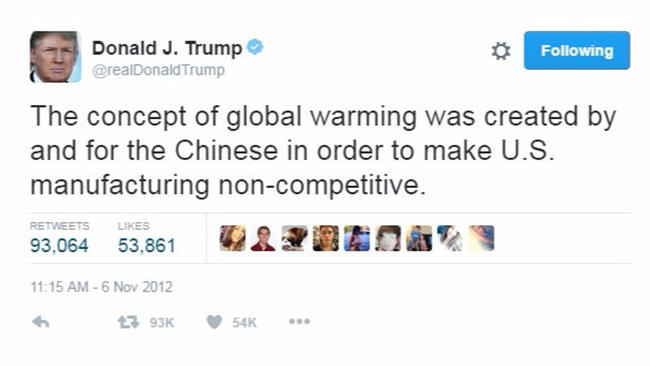 Donald J. Trump
@realDonaldTrump
Following
The concept of global warming was created by
and for the Chinese in order to make U.S.
manufacturing non-competitive.
RETWEETS LIKES
93,064 53,861
11:15 AM - 6 Nov 2012
93K 54K